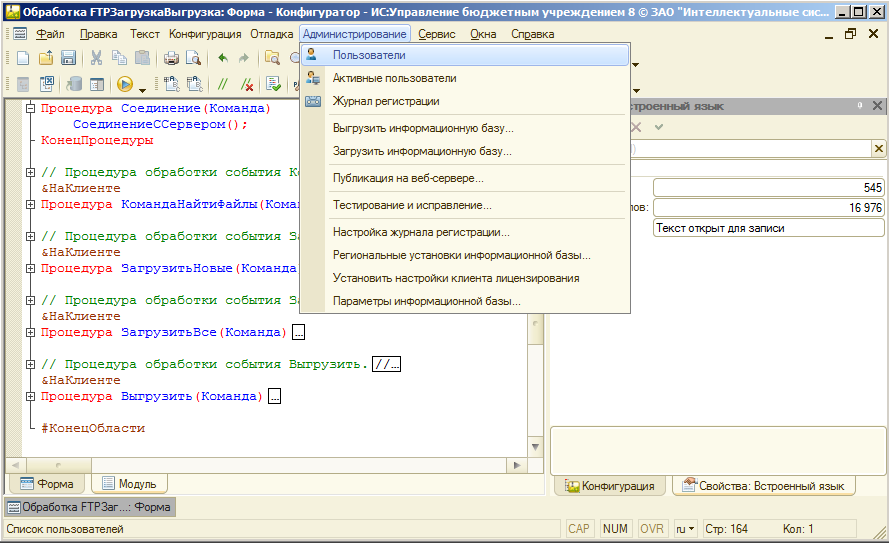 Обработка FTPЗагрузкаВыгрузка: Форма - Конфигуратор - ИС:Управление бюджетным учреждением 8 © ЗАО "Интеллектуальные сис...
Файл Правка Текст Конфигурация Отладка Администрирование Сервис Окна Справка
Пользователи
Активные пользователи
Журнал регистрации
Выгрузить информационную базу...
Загрузить информационную базу...
Публикация на веб-сервере...
Тестирование и исправление...
Настройка журнала регистрации...
Региональные установки информационной базы...
Установить настройки клиента лицензирования
Параметры информационной базы...
Процедура Соединение(Команда)
СоединениеССервером();
КонецПроцедуры
// Процедура обработки события К
&НаКлиенте
Процедура КомандаНайтиФайлы(Кома
// Процедура обработки события За
&НаКлиенте
Процедура ЗагрузитьНовые(Команда
// Процедура обработки события За
&НаКлиенте
Процедура ЗагрузитьВсе(Команда) ...
// Процедура обработки события Выгрузить. //...
&НаКлиенте
Процедура Выгрузить(Команда) ...
#КонецОбласти
строенный язык
545
лов: 16 976
Текст открыт для записи
Форма Модуль
Конфигурация Свойства: Встроенный язык
Обработка FTPЗаг...: Форма
Список пользователей CAP NUM OVR ru Стр: 164 Кол: 1